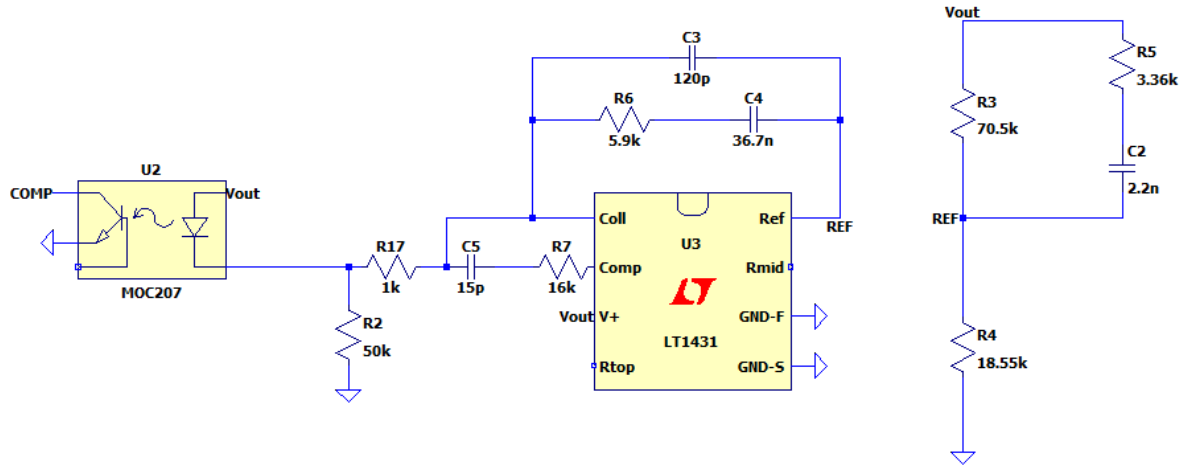 Vout
C3
120p
R5
3.36k
R6
5.9k
C4
36.7n
R3
70.5k
U2
COMP
Vout
MOC207
C2
2.2n
REF
Coll
Ref
REF
U3
R17
1k
C5
15p
R7
16k
Comp
Rmid
Vout
V+
GND-F
R2
50k
LT1431
R4
18.55k
Rtop
GND-S